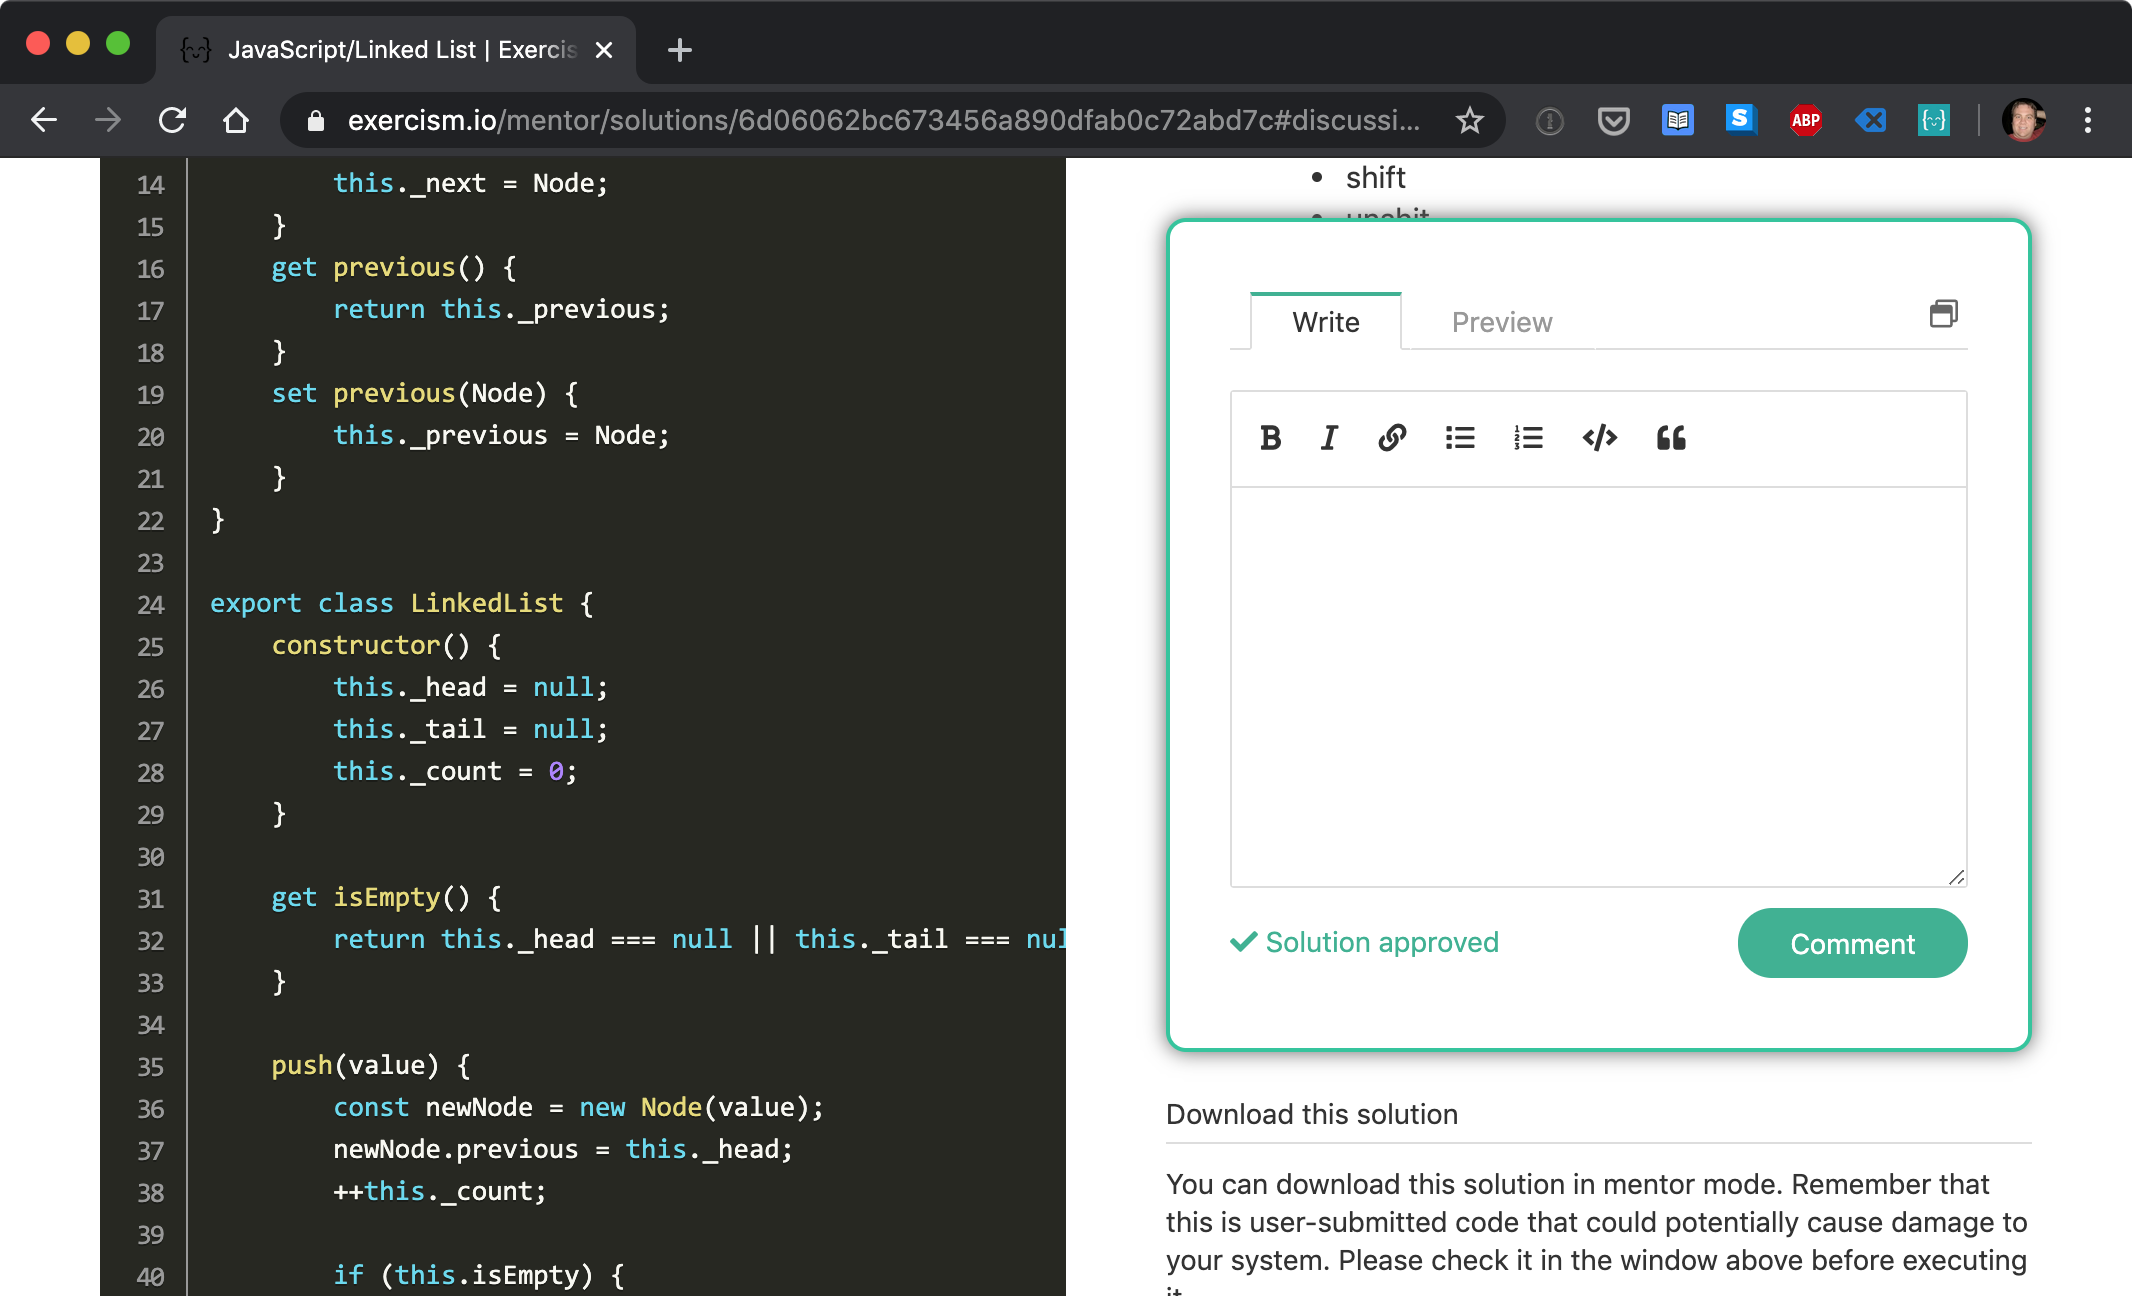 JavaScript/Linked List | Exercis
exercism.io/mentor/solutions/6d06062bc673456a890dfab0c72abd7c#discussi...
ABP
14 this._next = Node;
15 }
16 get previous() {
17 return this._previous;
18 }
19 set previous(Node) {
20 this._previous = Node;
21 }
22 }
23
24 export class LinkedList {
25 constructor() {
26 this._head = null;
27 this._tail = null;
28 this._count = 0;
29 }
30
31 get isEmpty() {
32 return this._head === null || this._tail === nul
33 }
34
35 push(value) {
36 const newNode = new Node(value);
37 newNode.previous = this._head;
38 ++this._count;
39
40 if (this.isEmpty) {
• shift
Write
Preview
Solution approved
Comment
Download this solution
You can download this solution in mentor mode. Remember that
this is user-submitted code that could potentially cause damage to
your system. Please check it in the window above before executing